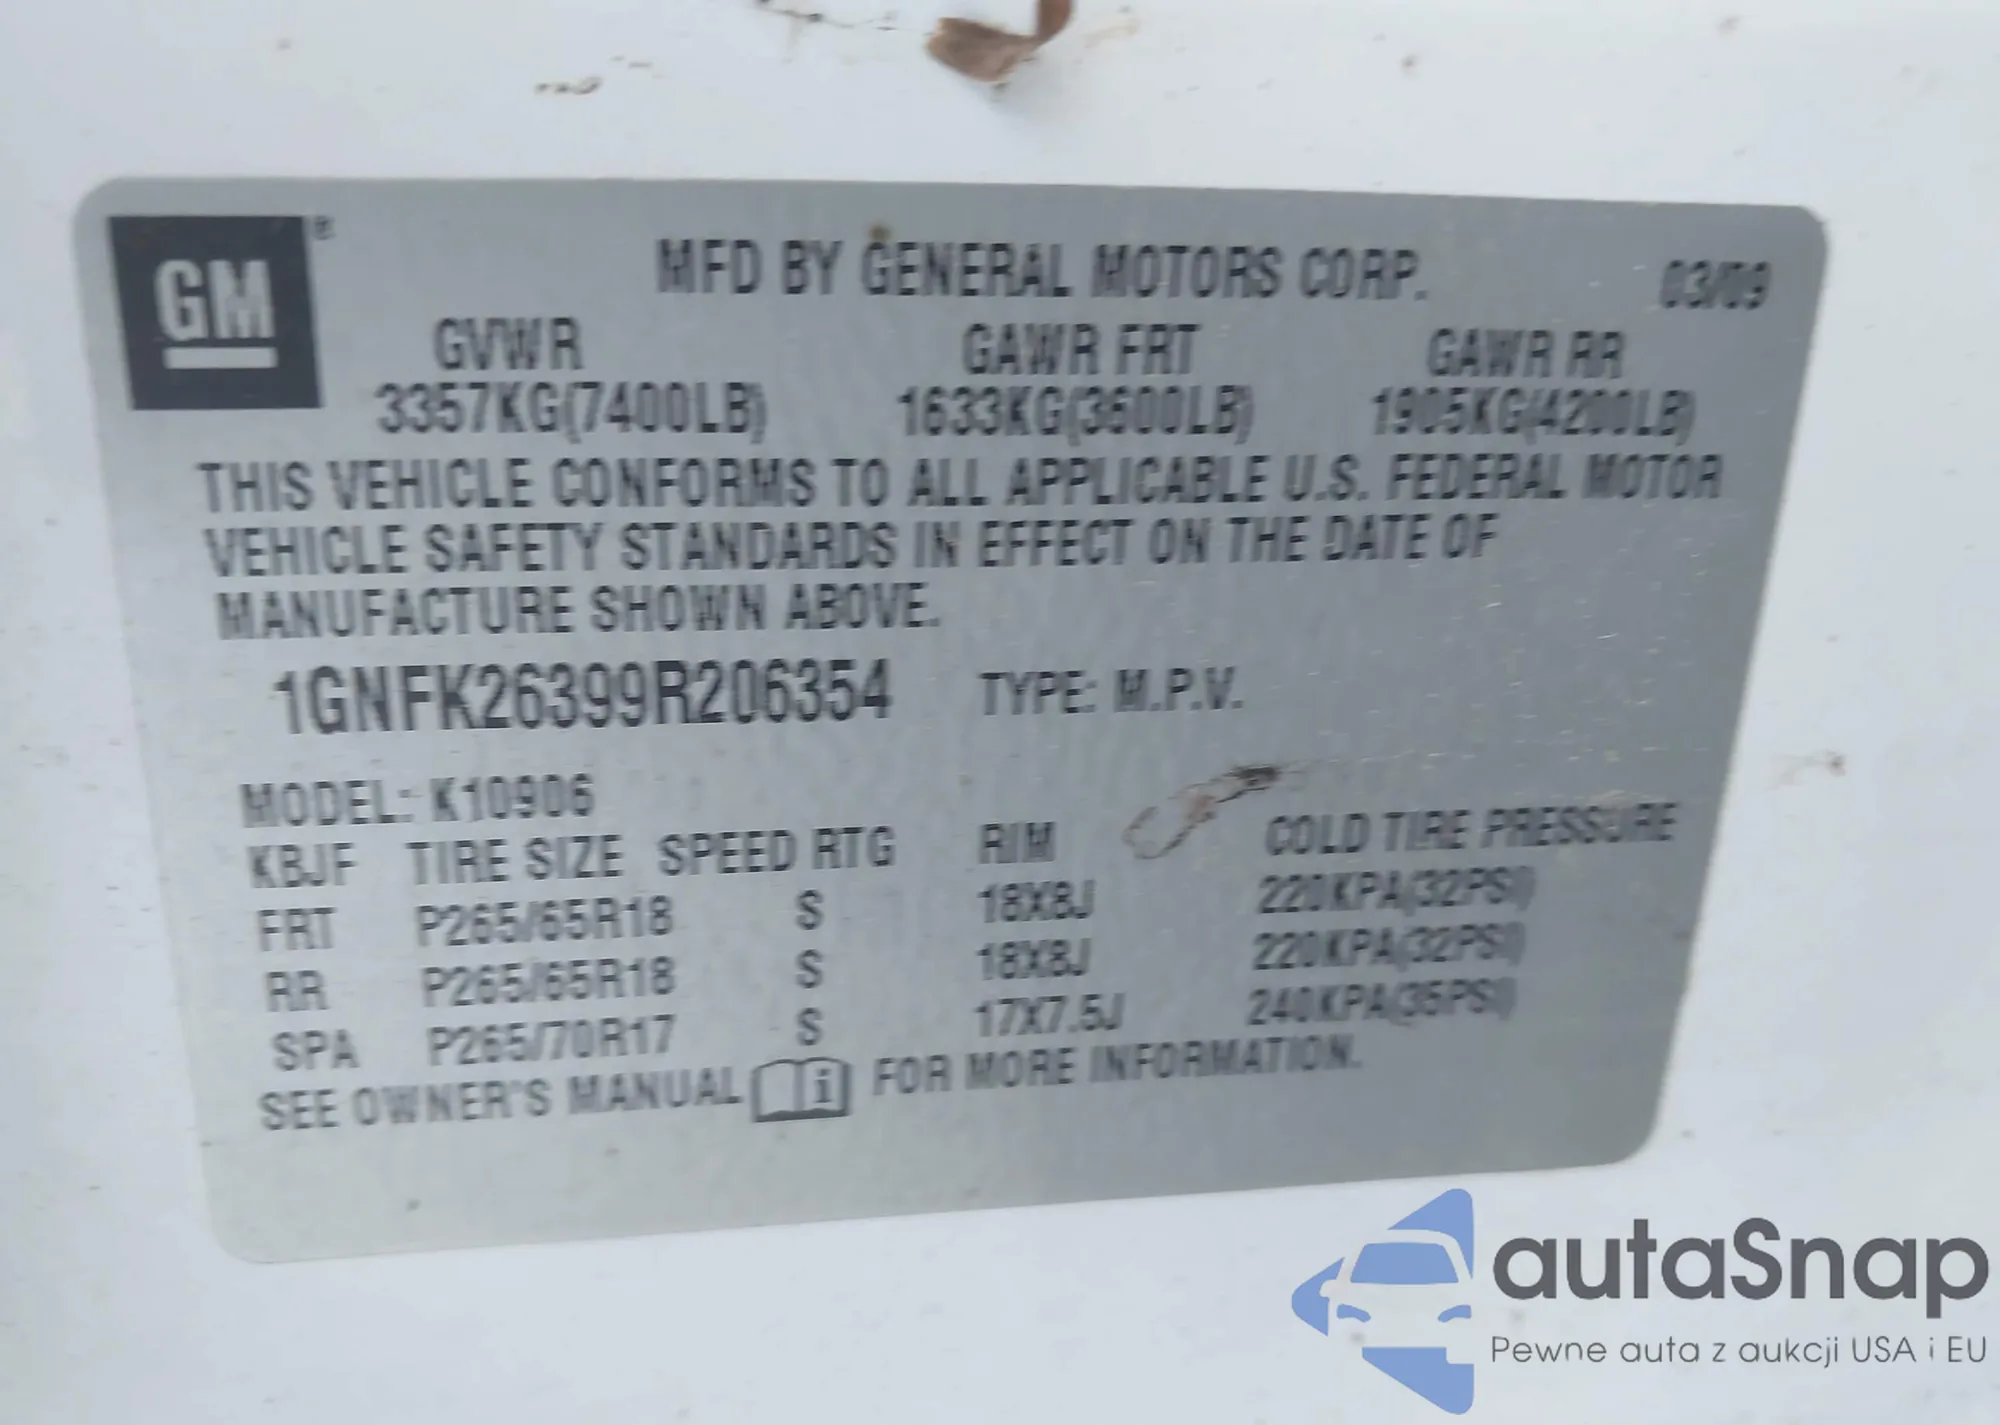 GM ®
MFD BY GENERAL MOTORS CORP. 03/09
GVWR GAWR FRT GAWR RR
3357KG(7400LB) 1633KG(3600LB) 1905KG(4200LB)
THIS VEHICLE CONFORMS TO ALL APPLICABLE U.S. FEDERAL MOTOR
VEHICLE SAFETY STANDARDS IN EFFECT ON THE DATE OF
MANUFACTURE SHOWN ABOVE.
1GNFK26399R206354 TYPE: M.P.V.
MODEL: K10906
KBJF TIRE SIZE SPEED RTG RIM COLD TIRE PRESSURE
FRT P265/65R18 S 18X8J 220KPA(32PSI)
RR P265/65R18 S 18X8J 220KPA(32PSI)
SPA P265/70R17 S 17X7.5J 240KPA(35PSI)
SEE OWNER'S MANUAL i FOR MORE INFORMATION.
autaSnap
Pewne auta z aukcji USA i EU